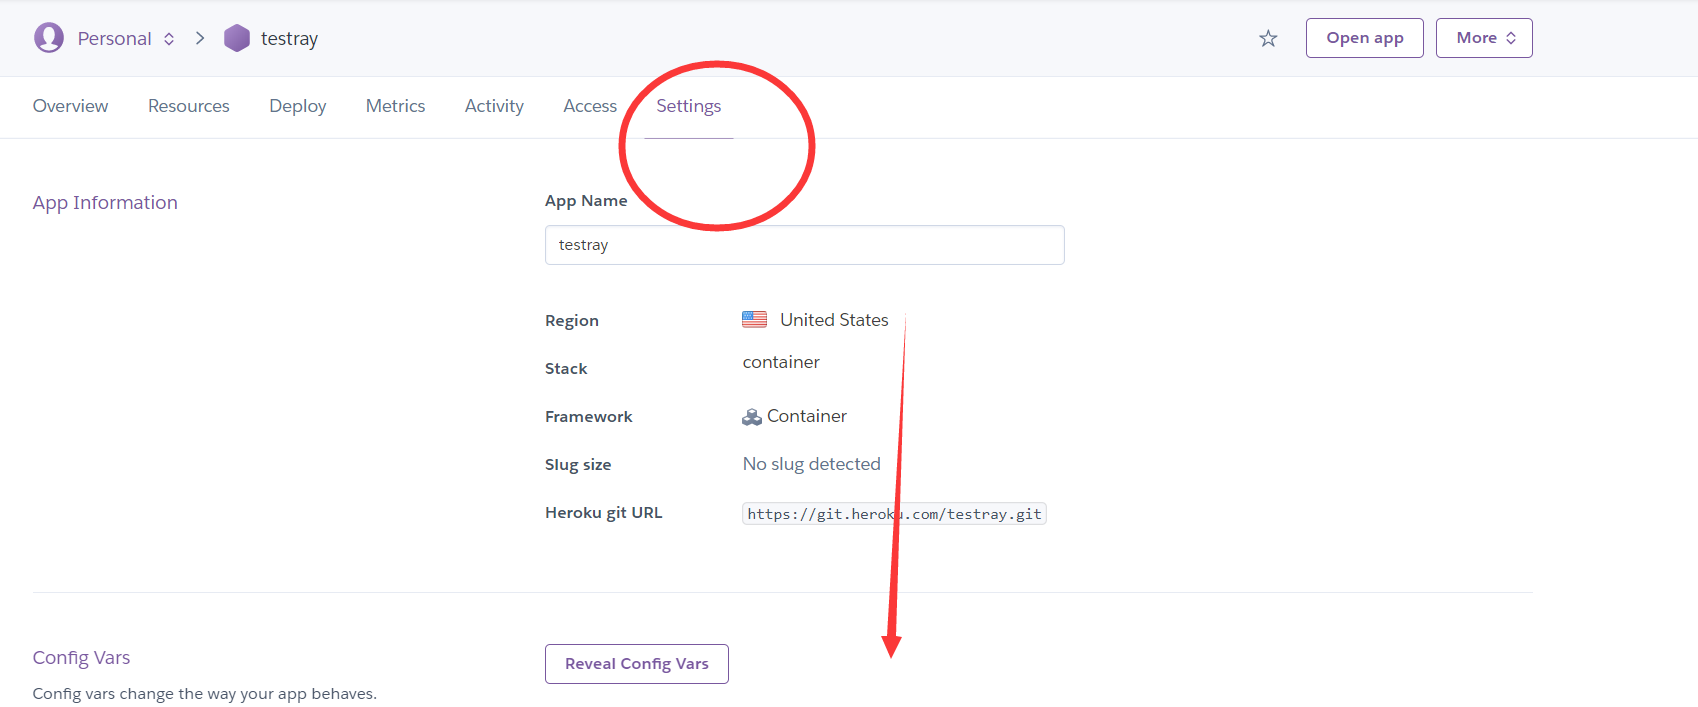 Personal testray Open app More
Overview Resources Deploy Metrics Activity Access Settings
App Information
App Name
testray
Region United States
Stack container
Framework Container
Slug size No slug detected
Heroku git URL https://git.heroku.com/testray.git
Config Vars
Reveal Config Vars
Config vars change the way your app behaves.